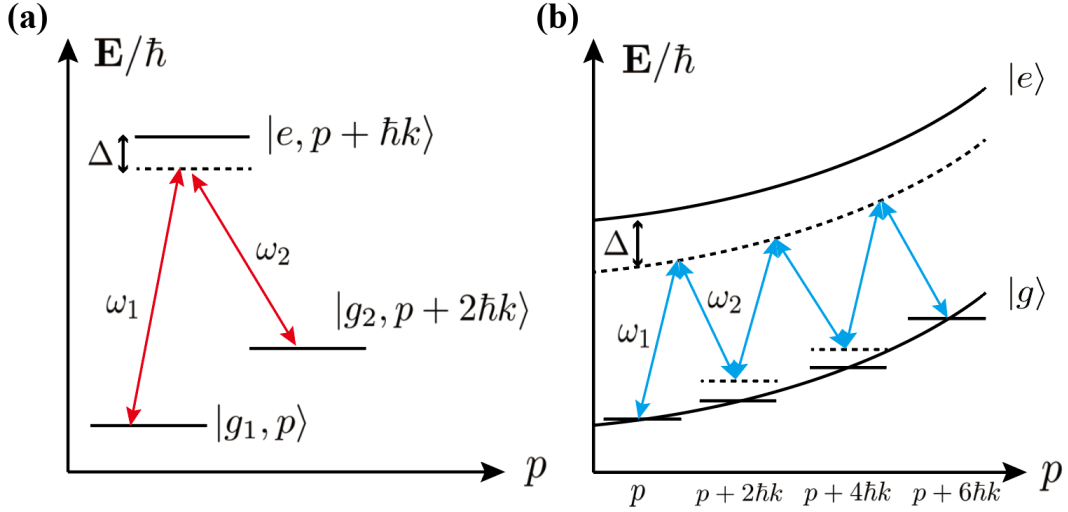 (a)
E/ħ
Δ
|e, p + ħk⟩
ω₁
ω₂
|g₂, p + 2ħk⟩
|g₁, p⟩
p
(b)
E/ħ
|e⟩
Δ
|g⟩
ω₁
ω₂
p
p + 2ħk
p + 4ħk
p + 6ħk
p